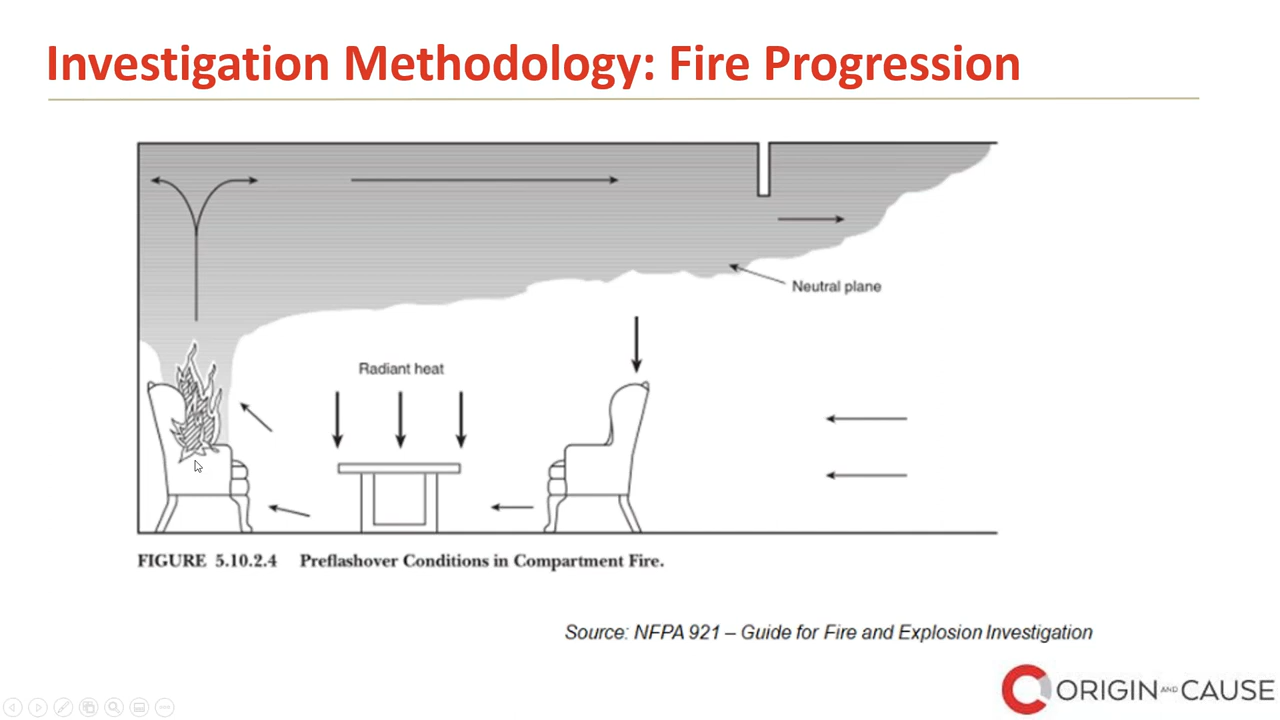 Investigation Methodology: Fire Progression
Neutral plane
Radiant heat
FIGURE 5.10.2.4 Preflashover Conditions in Compartment Fire.
Source: NFPA 921 – Guide for Fire and Explosion Investigation
ORIGIN AND CAUSE